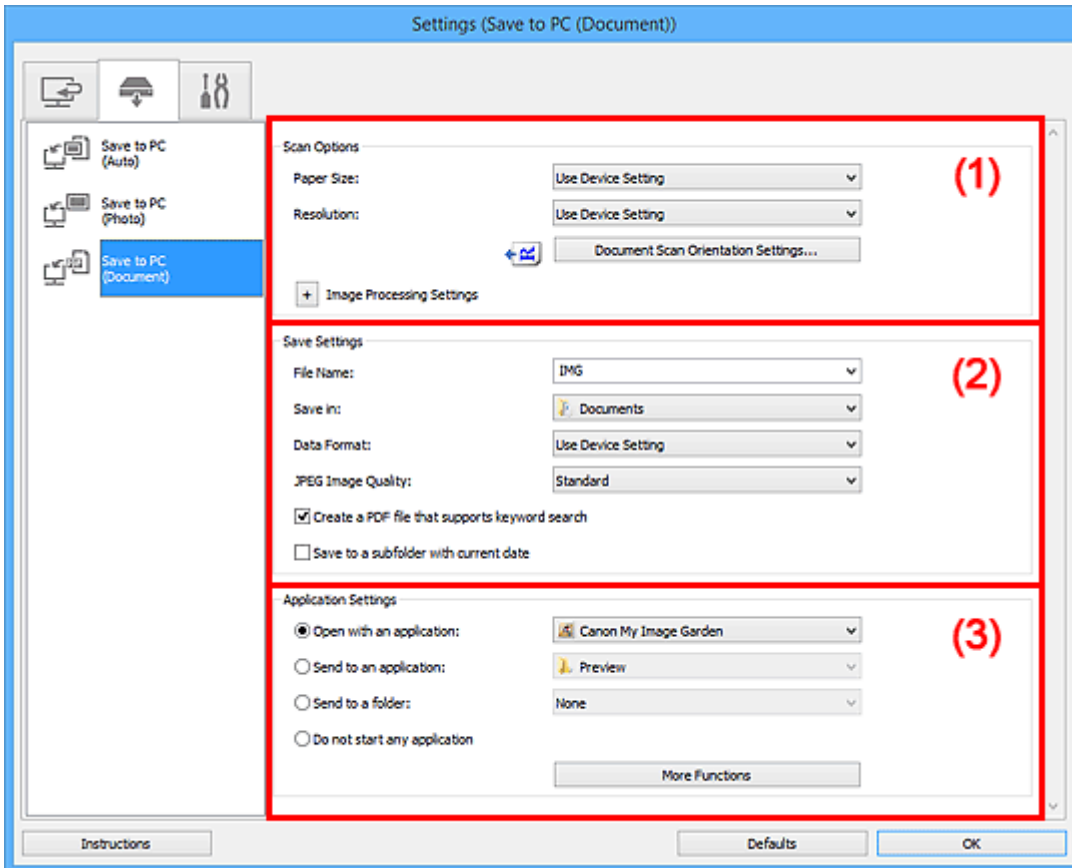 Settings (Save to PC (Document))
Save to PC
(Auto)
Save to PC
(Photo)
Save to PC
(Document)
Scan Options
(1)
Paper Size:
Use Device Setting
Resolution:
Use Device Setting
Document Scan Orientation Settings...
+ Image Processing Settings
Save Settings
(2)
File Name:
IMG
Save in:
Documents
Data Format:
Use Device Setting
JPEG Image Quality:
Standard
Create a PDF file that supports keyword search
Save to a subfolder with current date
Application Settings
(3)
Open with an application:
Canon My Image Garden
Send to an application:
Preview
Send to a folder:
None
Do not start any application
More Functions
Instructions
Defaults
OK